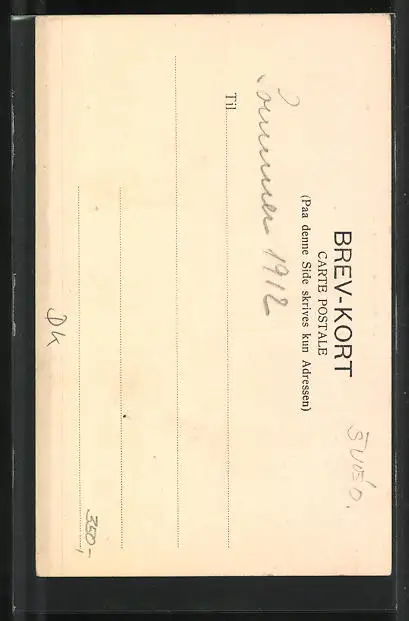 BREV-KORT
CARTE POSTALE
(Paa denne Side skrives kun Adressen)
Sommer 1912
Til
DK
350,-